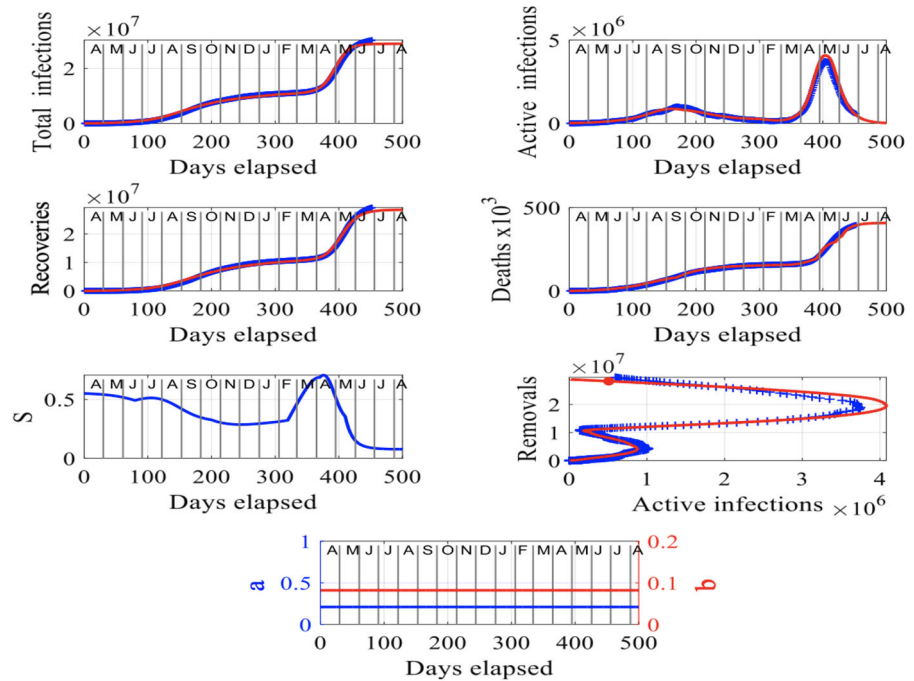 ×10^7
A M J J A S O N D J F M A M J J A
Total infections
2
1
0
0 100 200 300 400 500
Days elapsed
×10^6
A M J J A S O N D J F M A M J J A
Active infections
5
0
0 100 200 300 400 500
Days elapsed
×10^7
A M J J A S O N D J F M A M J J A
Recoveries
2
1
0
0 100 200 300 400 500
Days elapsed
A M J J A S O N D J F M A M J J A
Deaths x10^3
500
0
0 100 200 300 400 500
Days elapsed
A M J J A S O N D J F M A M J J A
S
0.5
0
0 100 200 300 400 500
Days elapsed
×10^7
Removals
2
1
0
0 1 2 3 4
Active infections ×10^6
A M J J A S O N D J F M A M J J A
a
1
0.5
0
b
0.2
0.1
0
0 100 200 300 400 500
Days elapsed